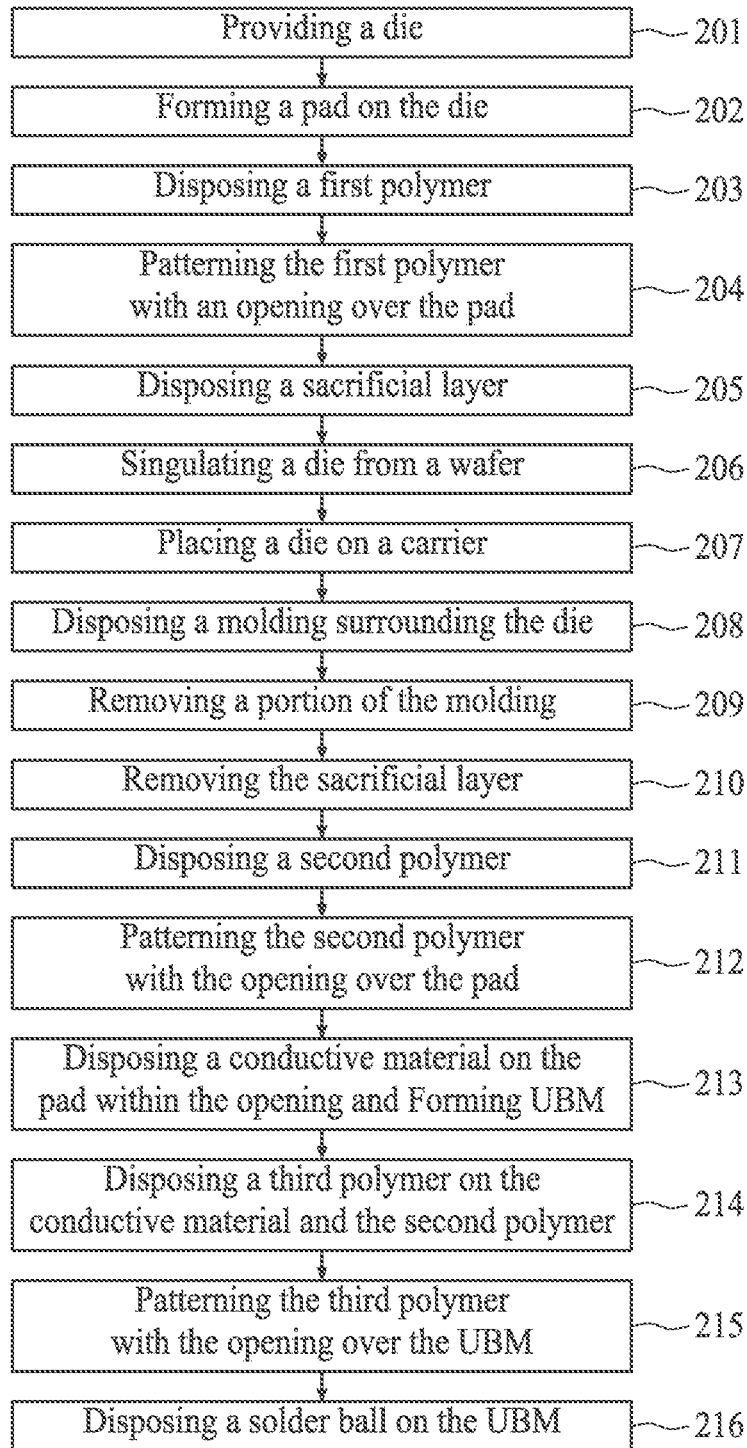 Providing a die
201
Forming a pad on the die
202
Disposing a first polymer
203
Patterning the first polymer
with an opening over the pad
204
Disposing a sacrificial layer
205
Singulating a die from a wafer
206
Placing a die on a carrier
207
Disposing a molding surrounding the die
208
Removing a portion of the molding
209
Removing the sacrificial layer
210
Disposing a second polymer
211
Patterning the second polymer
with the opening over the pad
212
Disposing a conductive material on the
pad within the opening and Forming UBM
213
Disposing a third polymer on the
conductive material and the second polymer
214
Patterning the third polymer
with the opening over the UBM
215
Disposing a solder ball on the UBM
216